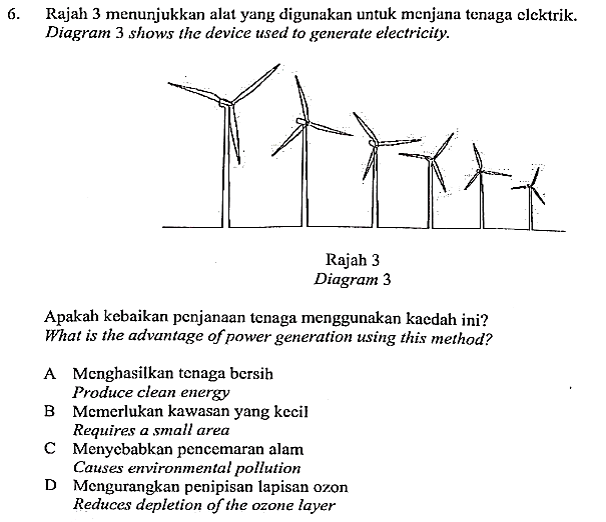 6. Rajah 3 menunjukkan alat yang digunakan untuk menjana tenaga elektrik.
Diagram 3 shows the device used to generate electricity.
Rajah 3
Diagram 3
Apakah kebaikan penjanaan tenaga menggunakan kaedah ini?
What is the advantage of power generation using this method?
A Menghasilkan tenaga bersih
Produce clean energy
B Memerlukan kawasan yang kecil
Requires a small area
C Menyebabkan pencemaran alam
Causes environmental pollution
D Mengurangkan penipisan lapisan ozon
Reduces depletion of the ozone layer